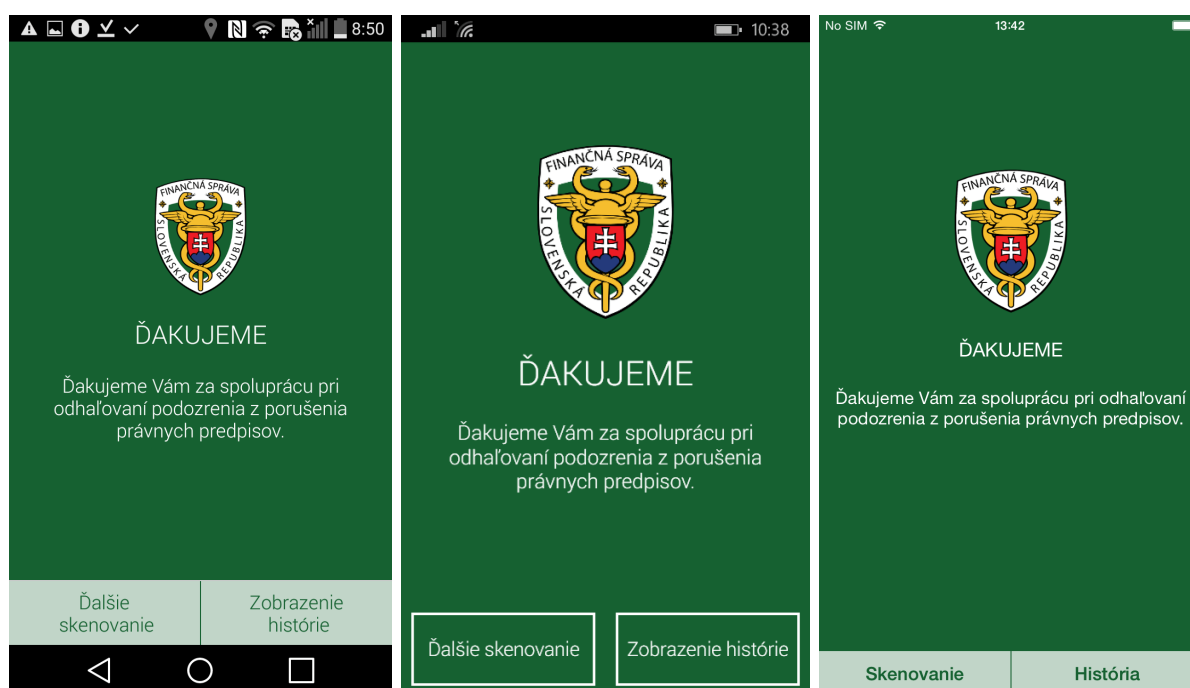 8:50
FINANČNÁ SPRÁVA
SLOVENSKÁ REPUBLIKA
ĎAKUJEME
Ďakujeme Vám za spoluprácu pri
odhaľovaní podozrenia z porušenia
právnych predpisov.
Ďalšie
skenovanie
Zobrazenie
histórie
10:38
FINANČNÁ SPRÁVA
SLOVENSKÁ REPUBLIKA
ĎAKUJEME
Ďakujeme Vám za spoluprácu pri
odhaľovaní podozrenia z porušenia
právnych predpisov.
Ďalšie skenovanie
Zobrazenie histórie
No SIM
13:42
FINANČNÁ SPRÁVA
SLOVENSKÁ REPUBLIKA
ĎAKUJEME
Ďakujeme Vám za spoluprácu pri odhaľovaní
podozrenia z porušenia právnych predpisov.
Skenovanie
História